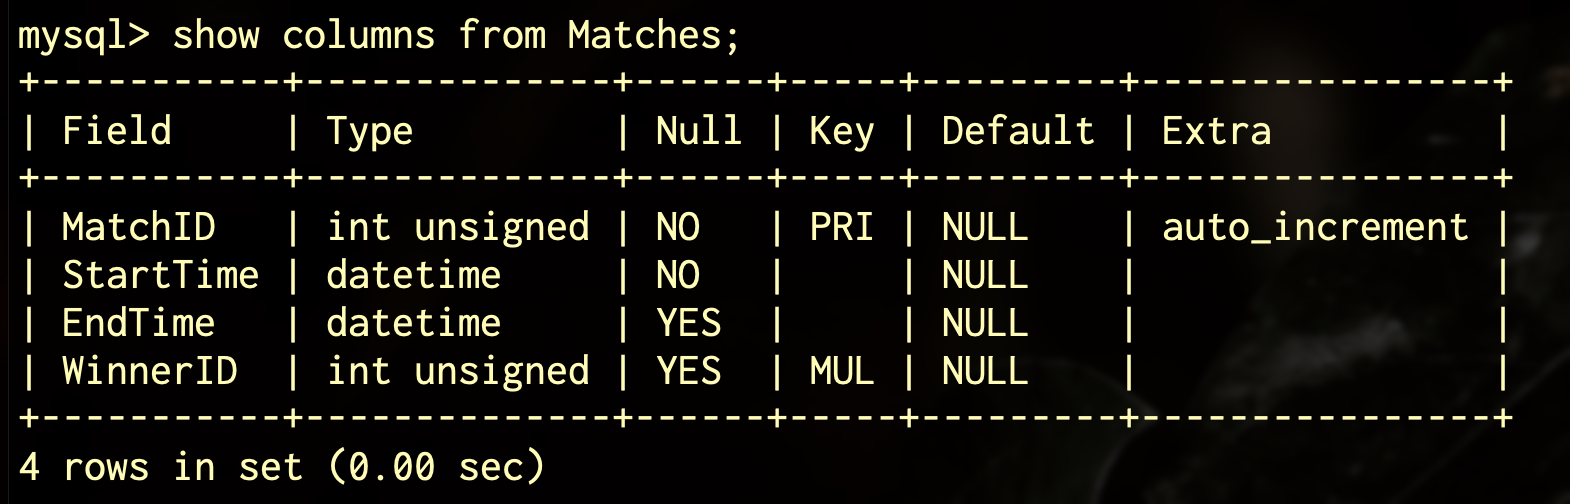 mysql> show columns from Matches;
+-----------+--------------+------+-----+---------+----------------+
| Field     | Type         | Null | Key | Default | Extra          |
+-----------+--------------+------+-----+---------+----------------+
| MatchID   | int unsigned | NO   | PRI | NULL    | auto_increment |
| StartTime | datetime     | NO   |     | NULL    |                |
| EndTime   | datetime     | YES  |     | NULL    |                |
| WinnerID  | int unsigned | YES  | MUL | NULL    |                |
+-----------+--------------+------+-----+---------+----------------+
4 rows in set (0.00 sec)